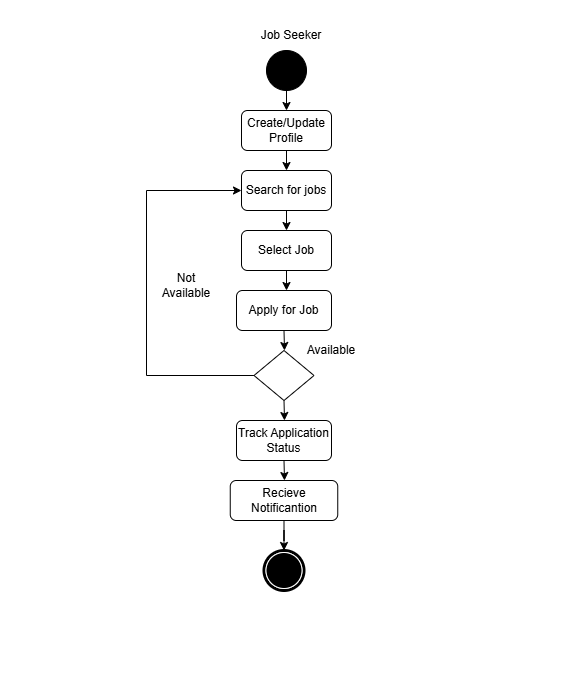 Job Seeker
Create/Update
Profile
Search for jobs
Select Job
Not
Available
Apply for Job
Available
Track Application
Status
Recieve
Notificantion